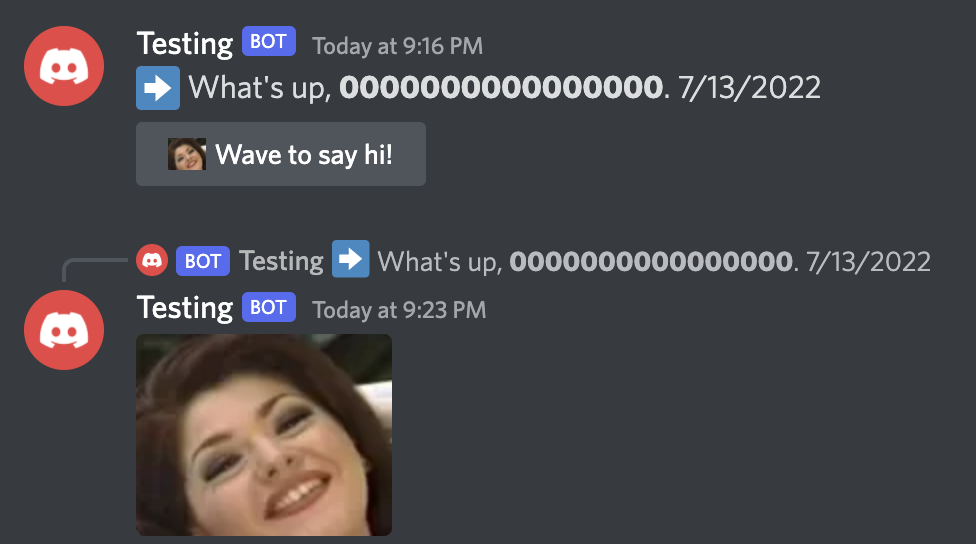 Testing BOT Today at 9:16 PM
What's up, 0000000000000000. 7/13/2022
Wave to say hi!
BOT Testing What's up, 0000000000000000. 7/13/2022
Testing BOT Today at 9:23 PM